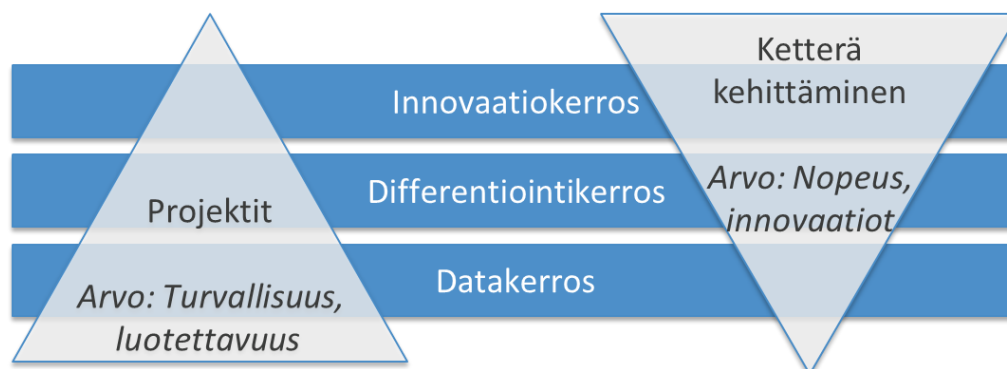 Ketterä
kehittäminen
Innovaatiokerros
Differentiointikerros
Arvo: Nopeus,
innovaatiot
Projektit
Datakerros
Arvo: Turvallisuus,
luotettavuus